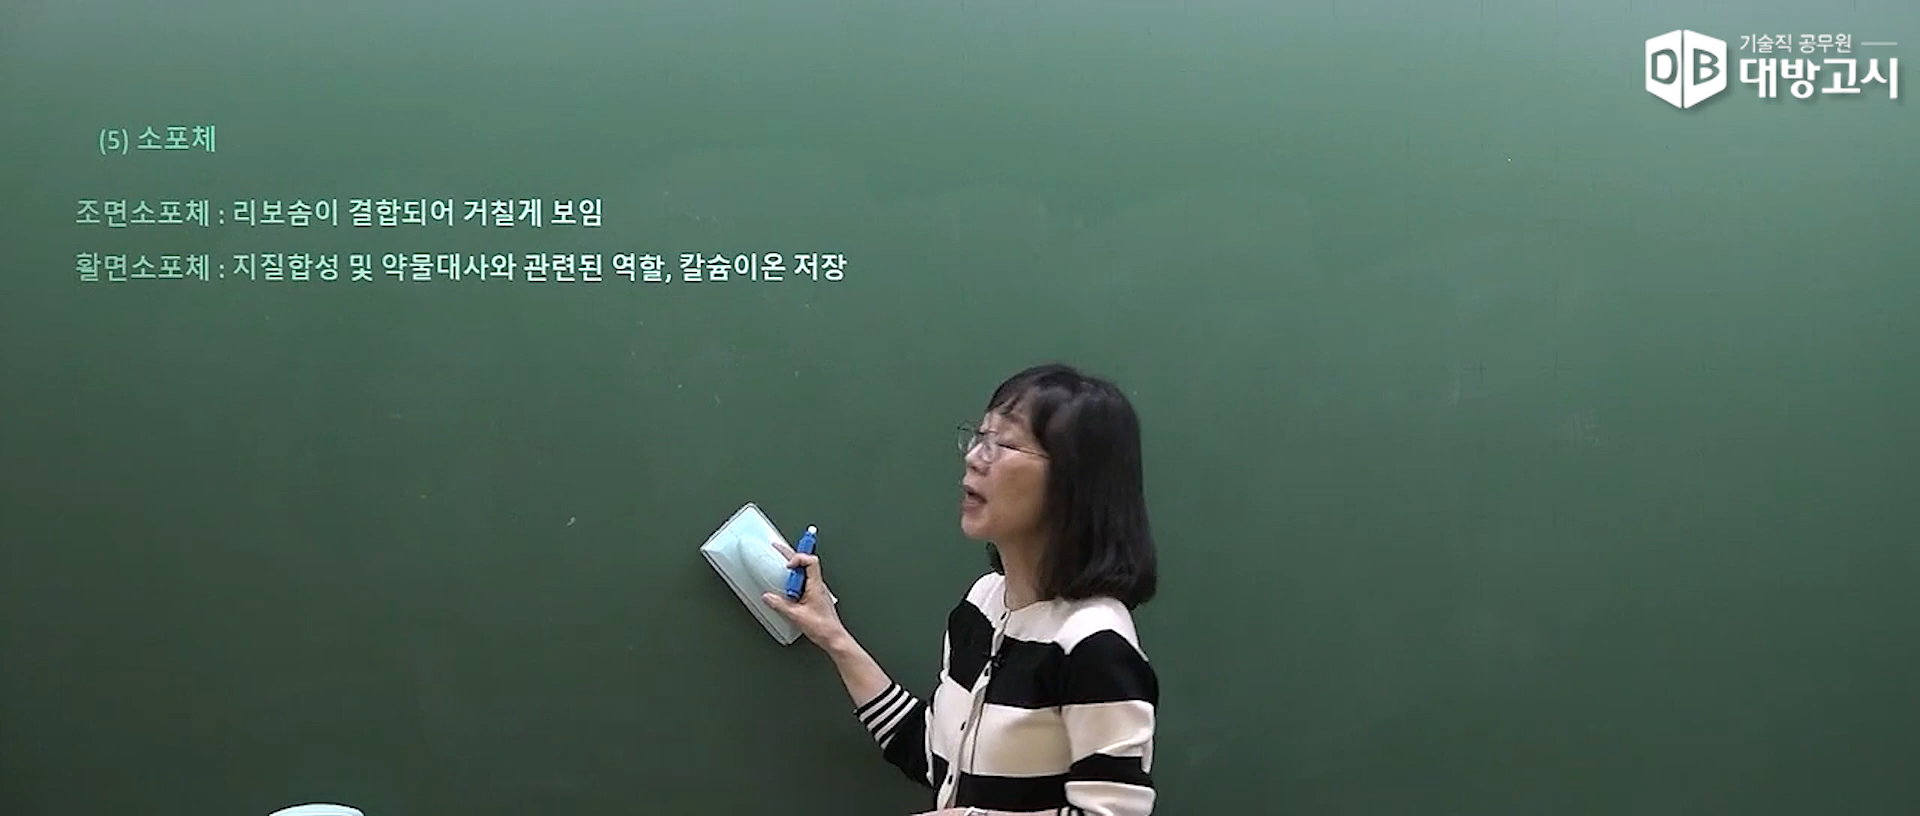 기술직 공무원
DB 대방고시
(5) 소포체
조면소포체 : 리보솜이 결합되어 거칠게 보임
활면소포체 : 지질합성 및 약물대사와 관련된 역할, 칼슘이온 저장